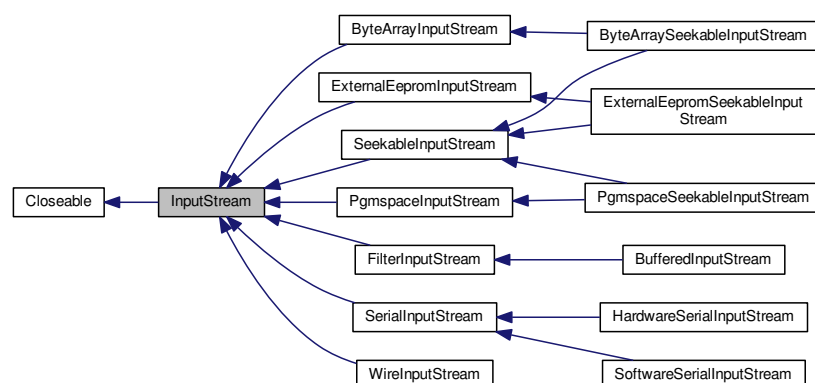 ByteArrayInputStream
ByteArraySeekableInputStream
ExternalEepromInputStream
ExternalEepromSeekableInput
Stream
SeekableInputStream
Closeable
InputStream
PgmspaceInputStream
PgmspaceSeekableInputStream
FilterInputStream
BufferedInputStream
SerialInputStream
HardwareSerialInputStream
WireInputStream
SoftwareSerialInputStream